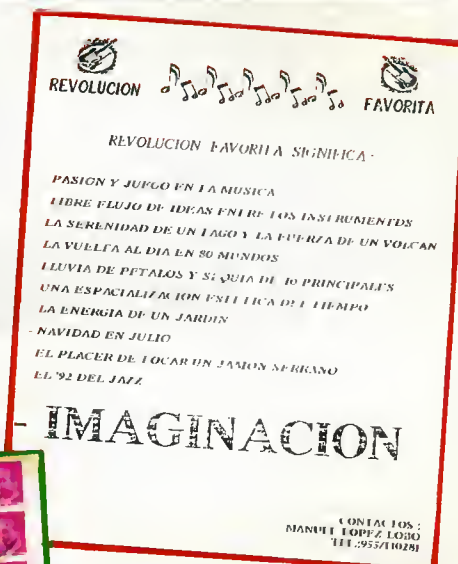 REVOLUCION
FAVORITA
REVOLUCION FAVORITA SIGNIFICA:
PASION Y JUEGO EN LA MUSICA
LIBRE FLUJO DE IDEAS ENTRE LOS INSTRUMENTOS
LA SERENIDAD DE UN LAGO Y LA FUERZA DE UN VOLCAN
LA VUELTA AL DIA EN 80 MUNDOS
LLUVIA DE PETALOS Y SEQUIA DE 40 PRINCIPALES
UNA ESPACIALIZACION ESTETICA DEL TIEMPO
LA ENERGIA DE UN JARDIN
- NAVIDAD EN JULIO
EL PLACER DE TOCAR UN JAMON SERRANO
EL '92 DEL JAZZ
- IMAGINACION
CONTACTOS:
MANUEL LOPEZ LOBO
TEL.:955/110281